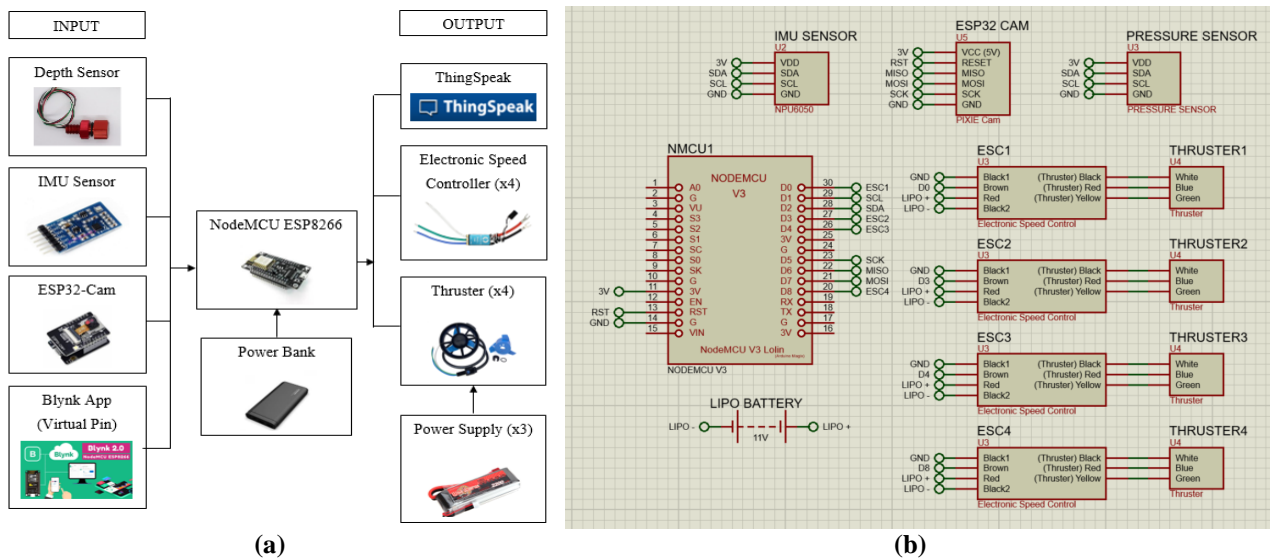 INPUT
OUTPUT
Depth Sensor
IMU Sensor
ESP32-Cam
Blynk App
(Virtual Pin)
B
Blynk
Blynk 2.0
NodeMCU ESP8266
NodeMCU ESP8266
Power Bank
ThingSpeak
ThingSpeak
Electronic Speed
Controller (x4)
Thruster (x4)
Power Supply (x3)
(a)
IMU SENSOR
U2
3V VDD
SDA SDA
SCL SCL
GND GND
NPU6050
ESP32 CAM
U5
3V VCC (5V)
RST RESET
MISO MISO
MOSI MOSI
SCK SCK
GND GND
PIXIE Cam
PRESSURE SENSOR
U3
3V VDD
SDA SDA
SCL SCL
GND GND
PRESSURE SENSOR
NMCU1
NODEMCU
V3
1 A0 D0 30 ESC1
2 G D1 29 SCL
3 VU D2 28 SDA
4 S3 D3 27 ESC2
5 S2 D4 26 ESC3
6 S1 3V 25
7 SC G 24
8 S0 D5 23 SCK
9 SK D6 22 MISO
10 G D7 21 MOSI
3V 11 3V D8 20 ESC4
12 EN RX 19
RST 13 RST TX 18
GND 14 G G 17
15 VIN 3V 16
NodeMCU V3 Lolin
NODEMCU V3
LIPO BATTERY
LIPO - LIPO +
11V
ESC1
U3
GND Black1 (Thruster) Black
D0 Brown (Thruster) Red
LIPO + Red (Thruster) Yellow
LIPO - Black2
Electronic Speed Control
THRUSTER1
U4
White
Blue
Green
Thruster
ESC2
U3
GND Black1 (Thruster) Black
D3 Brown (Thruster) Red
LIPO + Red (Thruster) Yellow
LIPO - Black2
Electronic Speed Control
THRUSTER2
U4
White
Blue
Green
Thruster
ESC3
U3
GND Black1 (Thruster) Black
D4 Brown (Thruster) Red
LIPO + Red (Thruster) Yellow
LIPO - Black2
Electronic Speed Control
THRUSTER3
U4
White
Blue
Green
Thruster
ESC4
U3
GND Black1 (Thruster) Black
D8 Brown (Thruster) Red
LIPO + Red (Thruster) Yellow
LIPO - Black2
Electronic Speed Control
THRUSTER4
U4
White
Blue
Green
Thruster
(b)